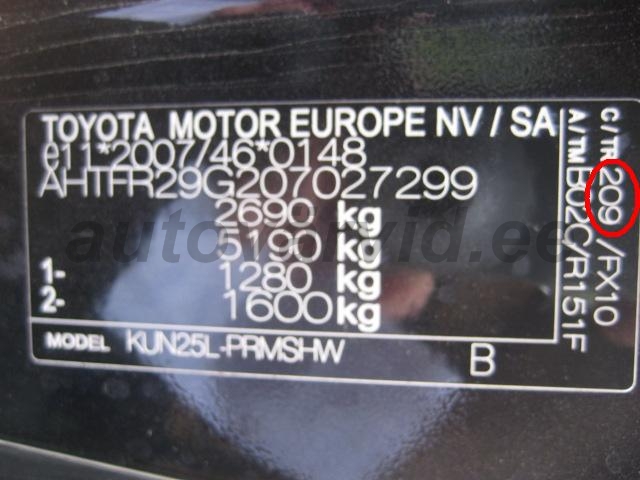 TOYOTA MOTOR EUROPE NV / SA
e11*2007/46*0148
AHTFR29G207027299
2690 kg
5190 kg
1- 1280 kg
2- 1600 kg
MODEL KUN25L-PRMSHW B
C/TR 209 /FX10
A/TM B02C/R151F
autovarvid.ee